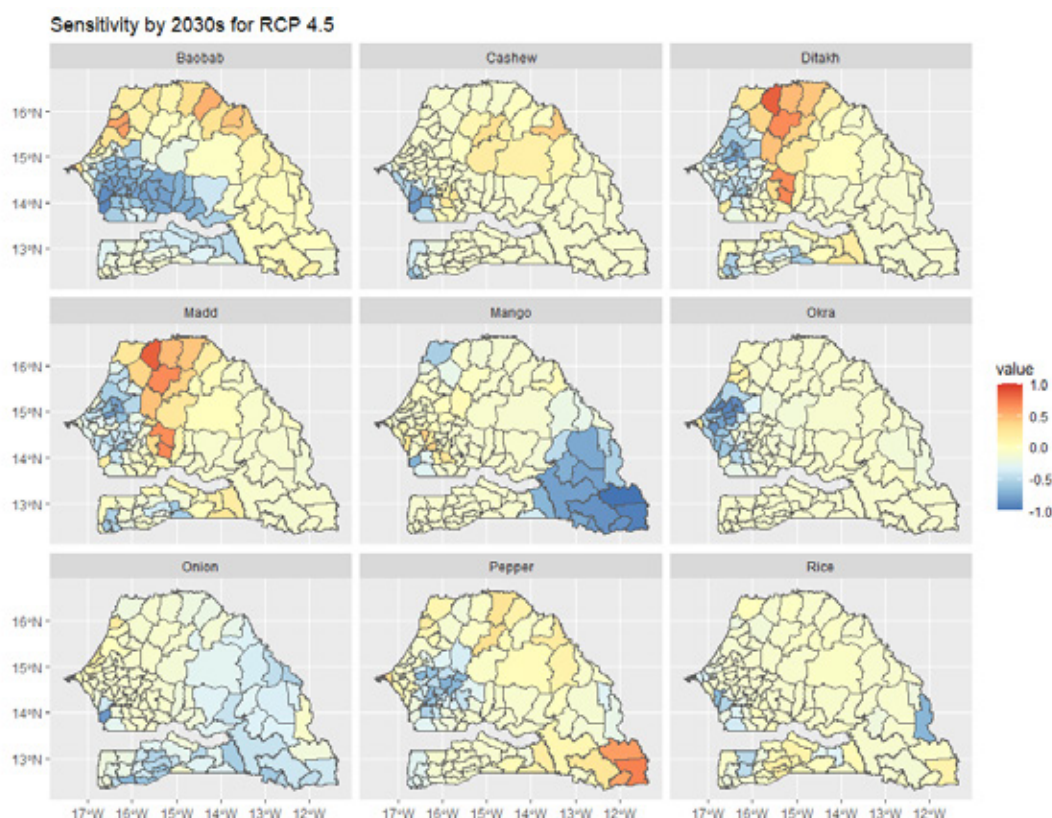 Sensitivity by 2030s for RCP 4.5
Baobab
Cashew
Ditakh
16°N
15°N
14°N
13°N
Madd
Mango
Okra
16°N
15°N
14°N
13°N
value
1.0
0.5
0.0
-0.5
-1.0
Onion
Pepper
Rice
16°N
15°N
14°N
13°N
17°W 16°W 15°W 14°W 13°W 12°W 17°W 16°W 15°W 14°W 13°W 12°W 17°W 16°W 15°W 14°W 13°W 12°W